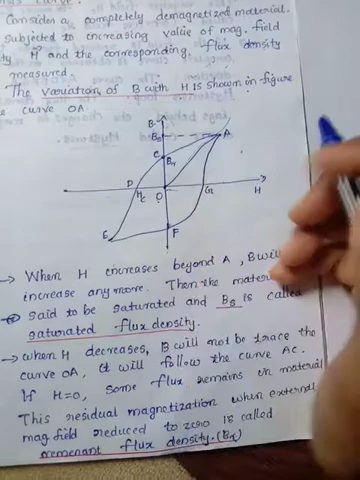 Consider a completely demagnetized material.
subjected to increasing value of mag. field
H and the corresponding flux density
measured.
The variation of B with H is shown in figure
curve OA.
B
Bs
A
C
Br
D
Hc
O
G
H
E
F
→ When H increases beyond A, B will
increase any more. Then the
said to be saturated and Bs is called
saturated flux density.
→ when H decreases, B will not be trace the
curve OA, it will follow the curve AC.
If H=0, some flux remains in material
This residual magnetization when external
mag field reduced to zero is called
remenant flux density. (Br)